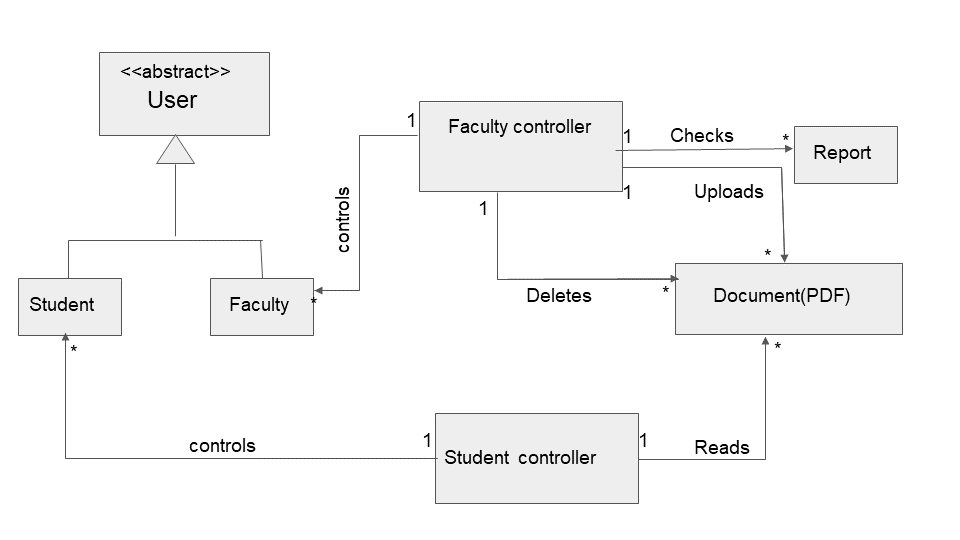 <<abstract>>
User
1
Faculty controller
1
Checks
*
Report
controls
1
Uploads
1
*
Student
Faculty
*
Deletes
*
Document(PDF)
*
*
controls
1
Student controller
1
Reads